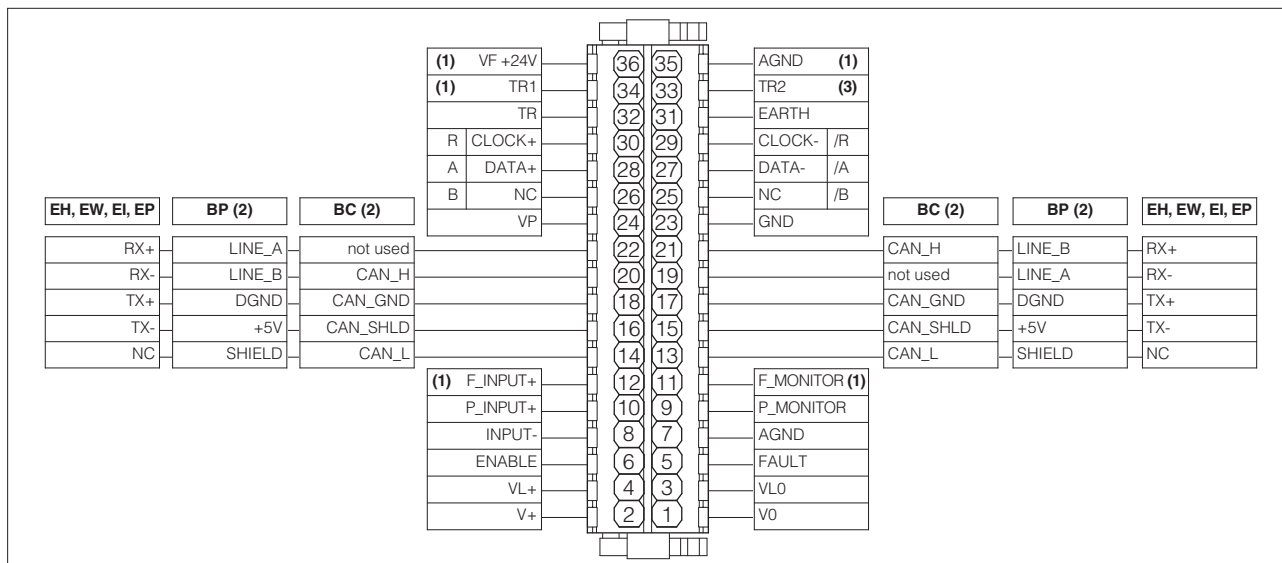 (1) VF +24V 36 35 AGND (1)
(1) TR1 34 33 TR2 (3)
TR 32 31 EARTH
R CLOCK+ 30 29 CLOCK- /R
A DATA+ 28 27 DATA- /A
B NC 26 25 NC /B
VP 24 23 GND
EH, EW, EI, EP BP (2) BC (2) BC (2) BP (2) EH, EW, EI, EP
RX+ LINE_A not used 22 21 CAN_H LINE_B RX+
RX- LINE_B CAN_H 20 19 not used LINE_A RX-
TX+ DGND CAN_GND 18 17 CAN_GND DGND TX+
TX- +5V CAN_SHLD 16 15 CAN_SHLD +5V TX-
NC SHIELD CAN_L 14 13 CAN_L SHIELD NC
(1) F_INPUT+ 12 11 F_MONITOR (1)
P_INPUT+ 10 9 P_MONITOR
INPUT- 8 7 AGND
ENABLE 6 5 FAULT
VL+ 4 3 VL0
V+ 2 1 V0